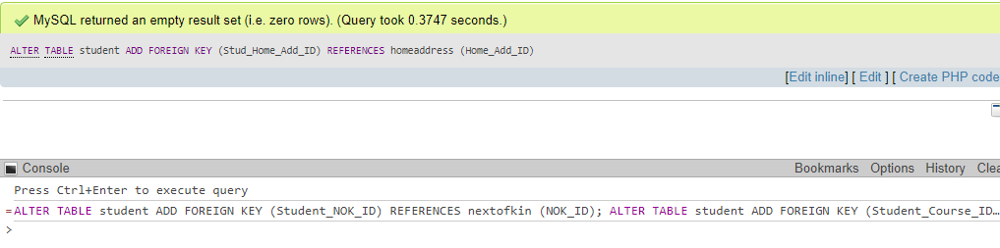 MySQL returned an empty result set (i.e. zero rows). (Query took 0.3747 seconds.)
ALTER TABLE student ADD FOREIGN KEY (Stud_Home_Add_ID) REFERENCES homeaddress (Home_Add_ID)
[Edit inline] [ Edit ] [ Create PHP code
Console
Bookmarks Options History Clea
Press Ctrl+Enter to execute query
=ALTER TABLE student ADD FOREIGN KEY (Student_NOK_ID) REFERENCES nextofkin (NOK_ID); ALTER TABLE student ADD FOREIGN KEY (Student_Course_ID…
>